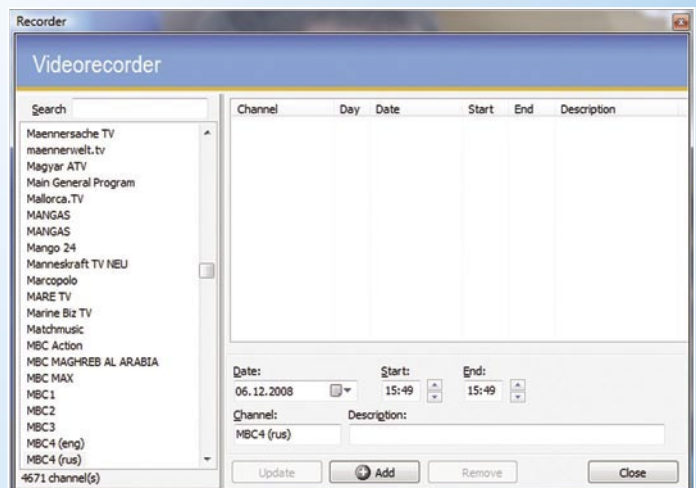 Recorder
Videorecorder
Search
Maennersache TV
maennerwelt.tv
Magyar ATV
Main General Program
Mallorca.TV
MANGAS
MANGAS
Mango 24
Manneskraft TV NEU
Marcopolo
MARE TV
Marine Biz TV
Matchmusic
MBC Action
MBC MAGHREB AL ARABIA
MBC MAX
MBC1
MBC2
MBC3
MBC4 (eng)
MBC4 (rus)
4671 channel(s)
Channel Day Date Start End Description
Date: Start: End:
06.12.2008 15:49 15:49
Channel: Description:
MBC4 (rus)
Update Add Remove Close